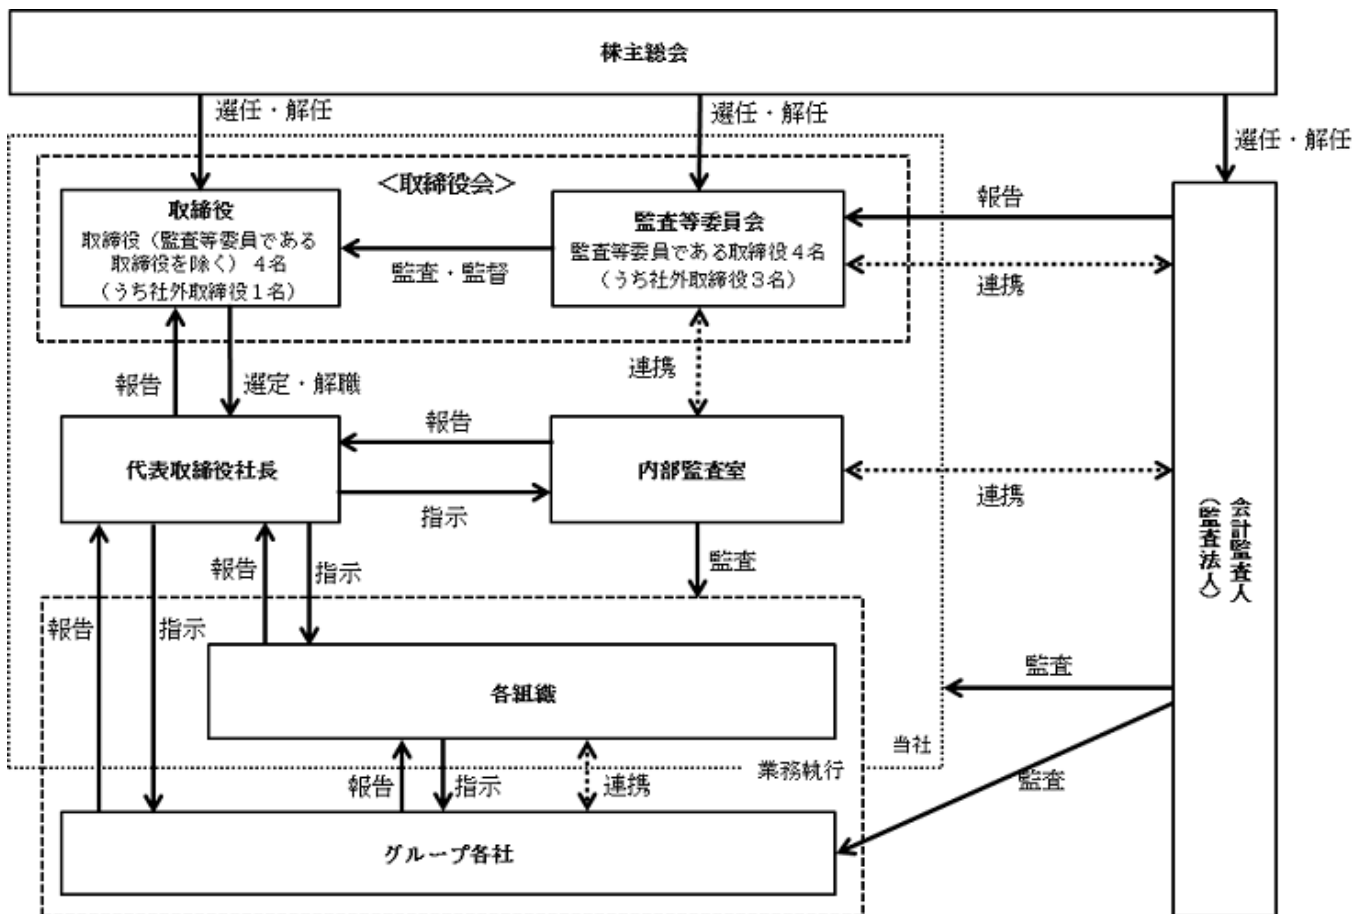 株主総会
選任・解任
選任・解任
選任・解任
＜取締役会＞
取締役
取締役（監査等委員である
取締役を除く） 4名
（うち社外取締役１名）
監査・監督
監査等委員会
監査等委員である取締役４名
（うち社外取締役３名）
報告
連携
報告
選定・解職
連携
代表取締役社長
報告
指示
内部監査室
連携
会計監査人
（監査法人）
報告
指示
報告
指示
監査
各組織
監査
当社
業務執行
報告
指示
連携
監査
グループ各社